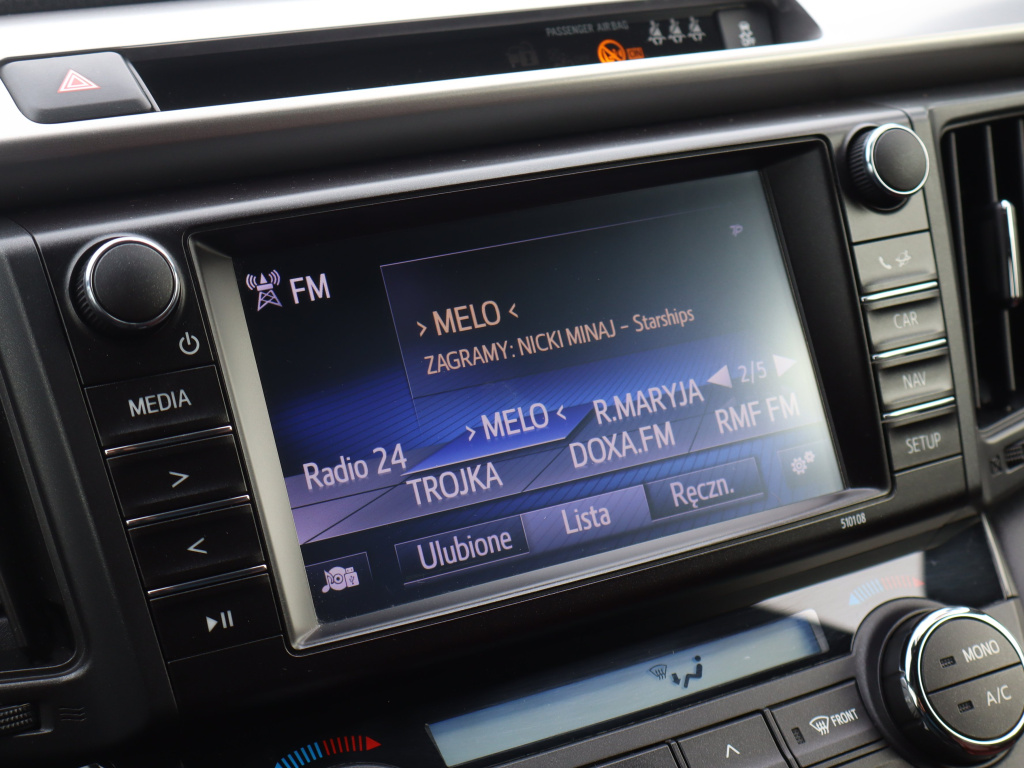 PASSENGER AIR BAG
FM
TP
› MELO ‹
ZAGRAMY: NICKI MINAJ – Starships
2/5
Radio 24
› MELO ‹
R.MARYJA
TROJKA
DOXA.FM
RMF FM
Ulubione
Lista
Ręczn.
MEDIA
>
<
CAR
NAV
SETUP
510108
MONO
A/C
FRONT